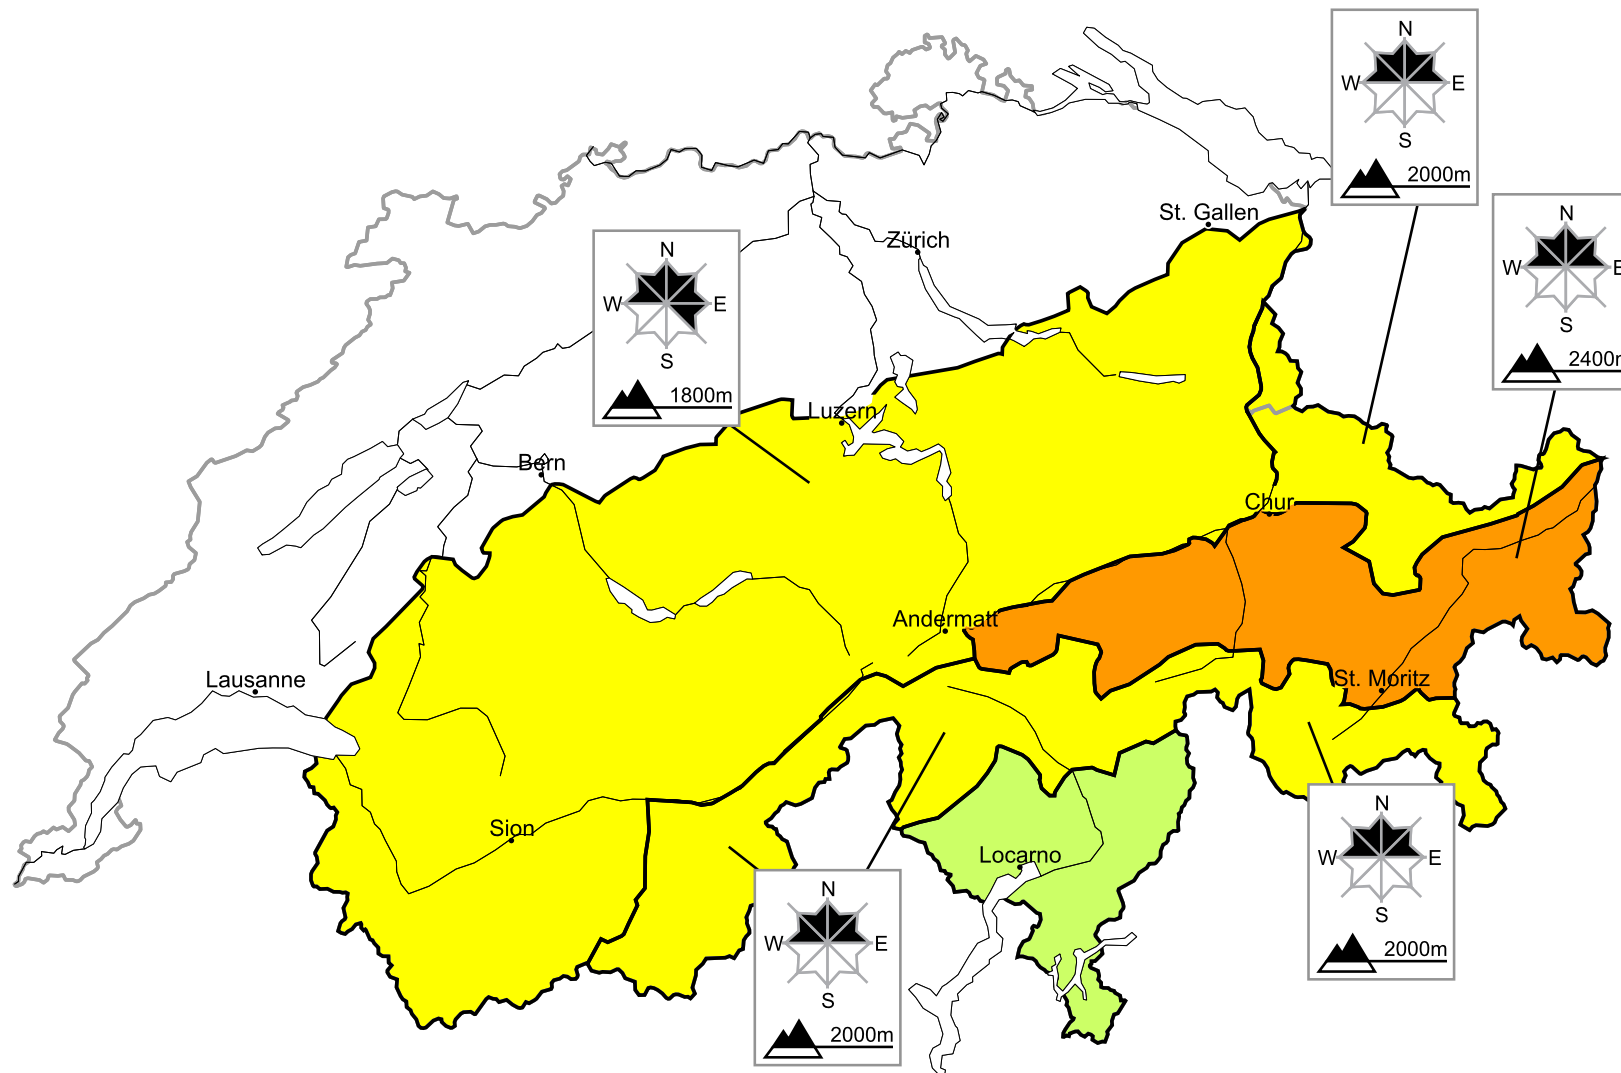 N
W E
S
2000m
N
W E
S
2400m
St. Gallen
Zürich
N
W E
S
1800m
Luzern
Bern
Chur
Andermatt
Lausanne
St. Moritz
Sion
Locarno
N
W E
S
2000m
N
W E
S
2000m